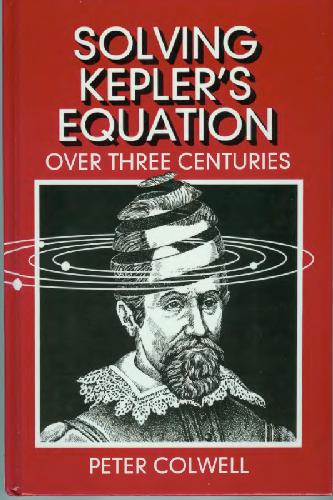 SOLVING
KEPLER'S
EQUATION
OVER THREE CENTURIES
PETER COLWELL